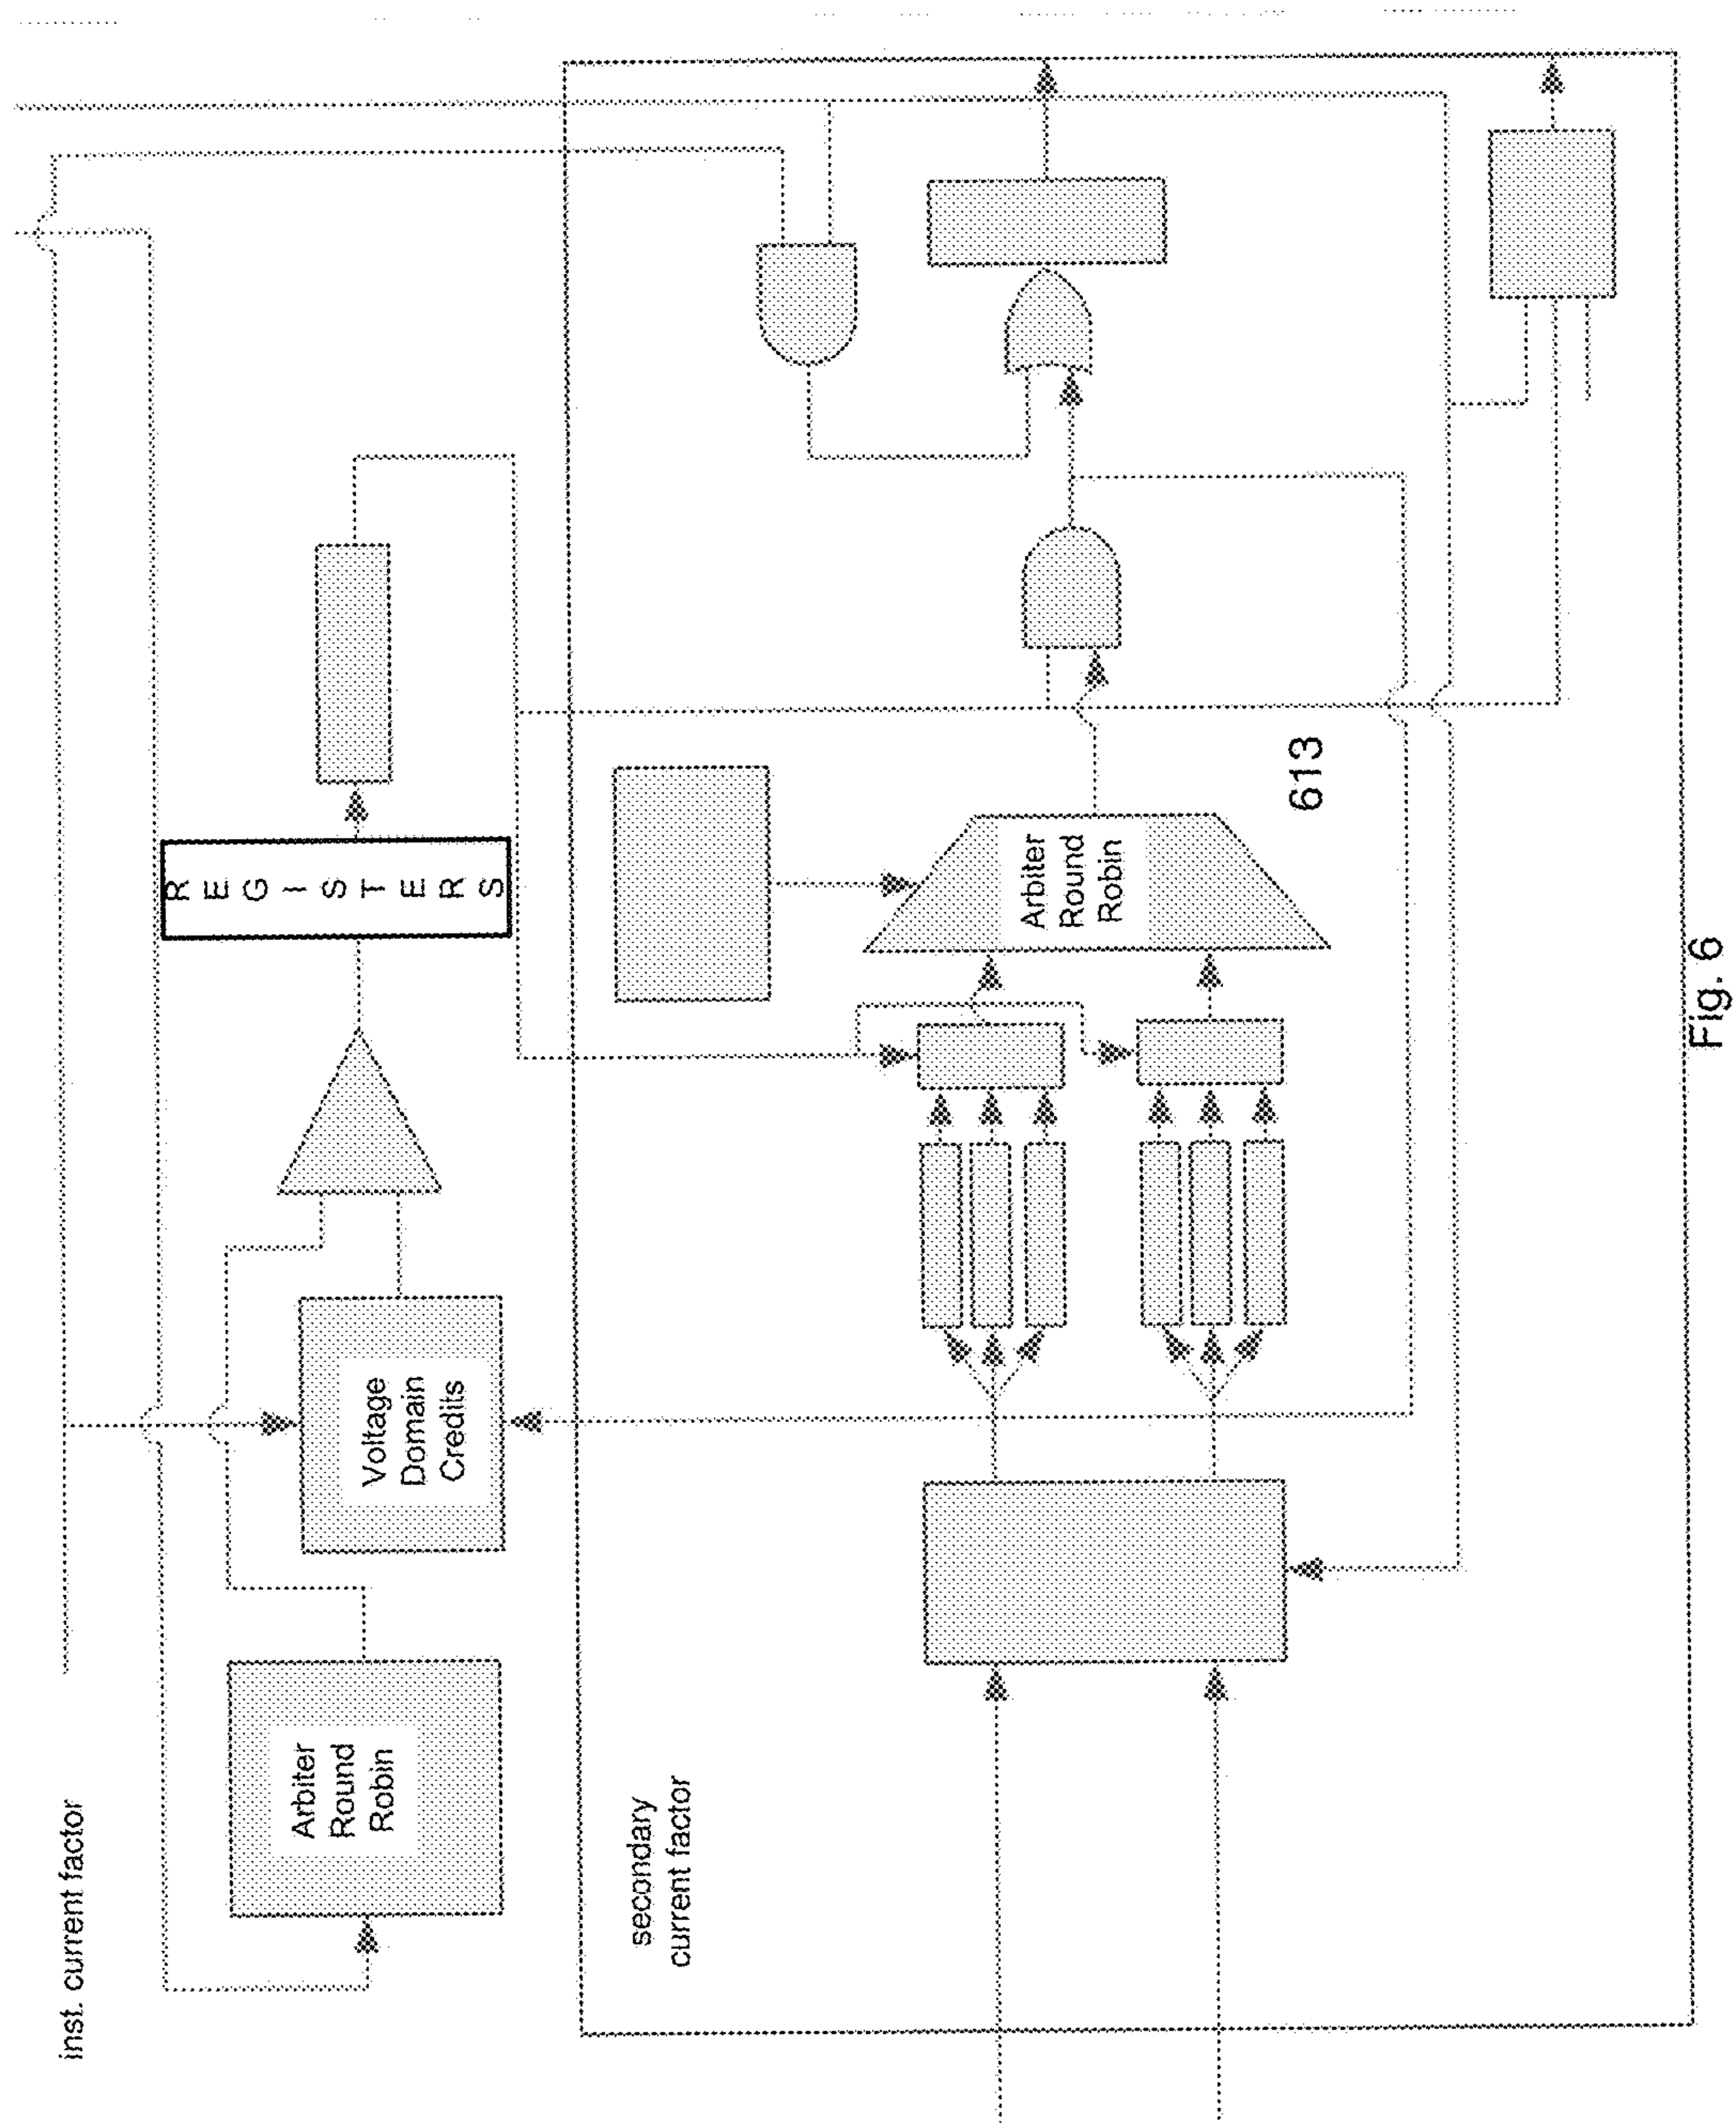 inst. current factor
Arbiter
Round
Robin
Voltage
Domain
Credits
REGISTERS
secondary
current factor
Arbiter
Round
Robin
613
Fig. 6